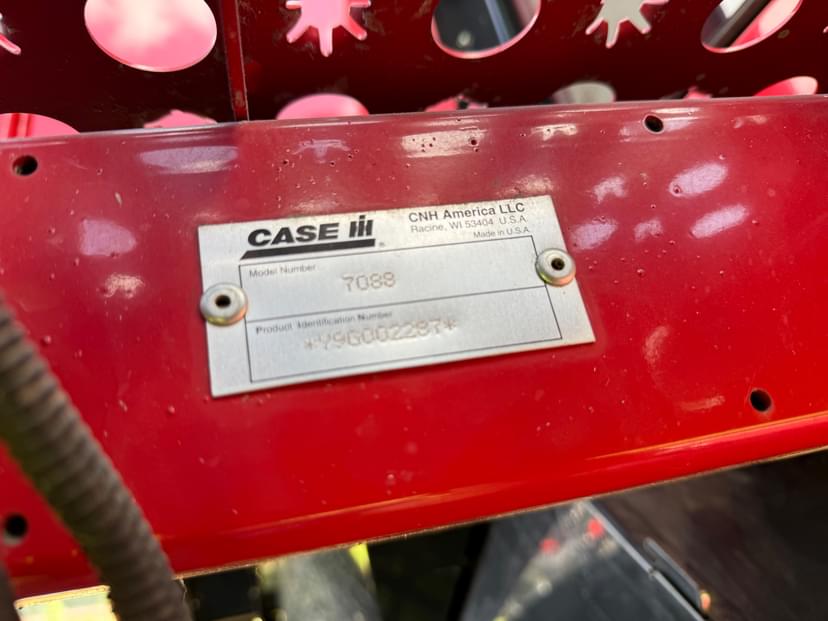 CASE IH®
CNH America LLC
Racine, WI 53404 U.S.A.
Made in U.S.A.
Model Number
7088
Product Identification Number
*Y9G002287*